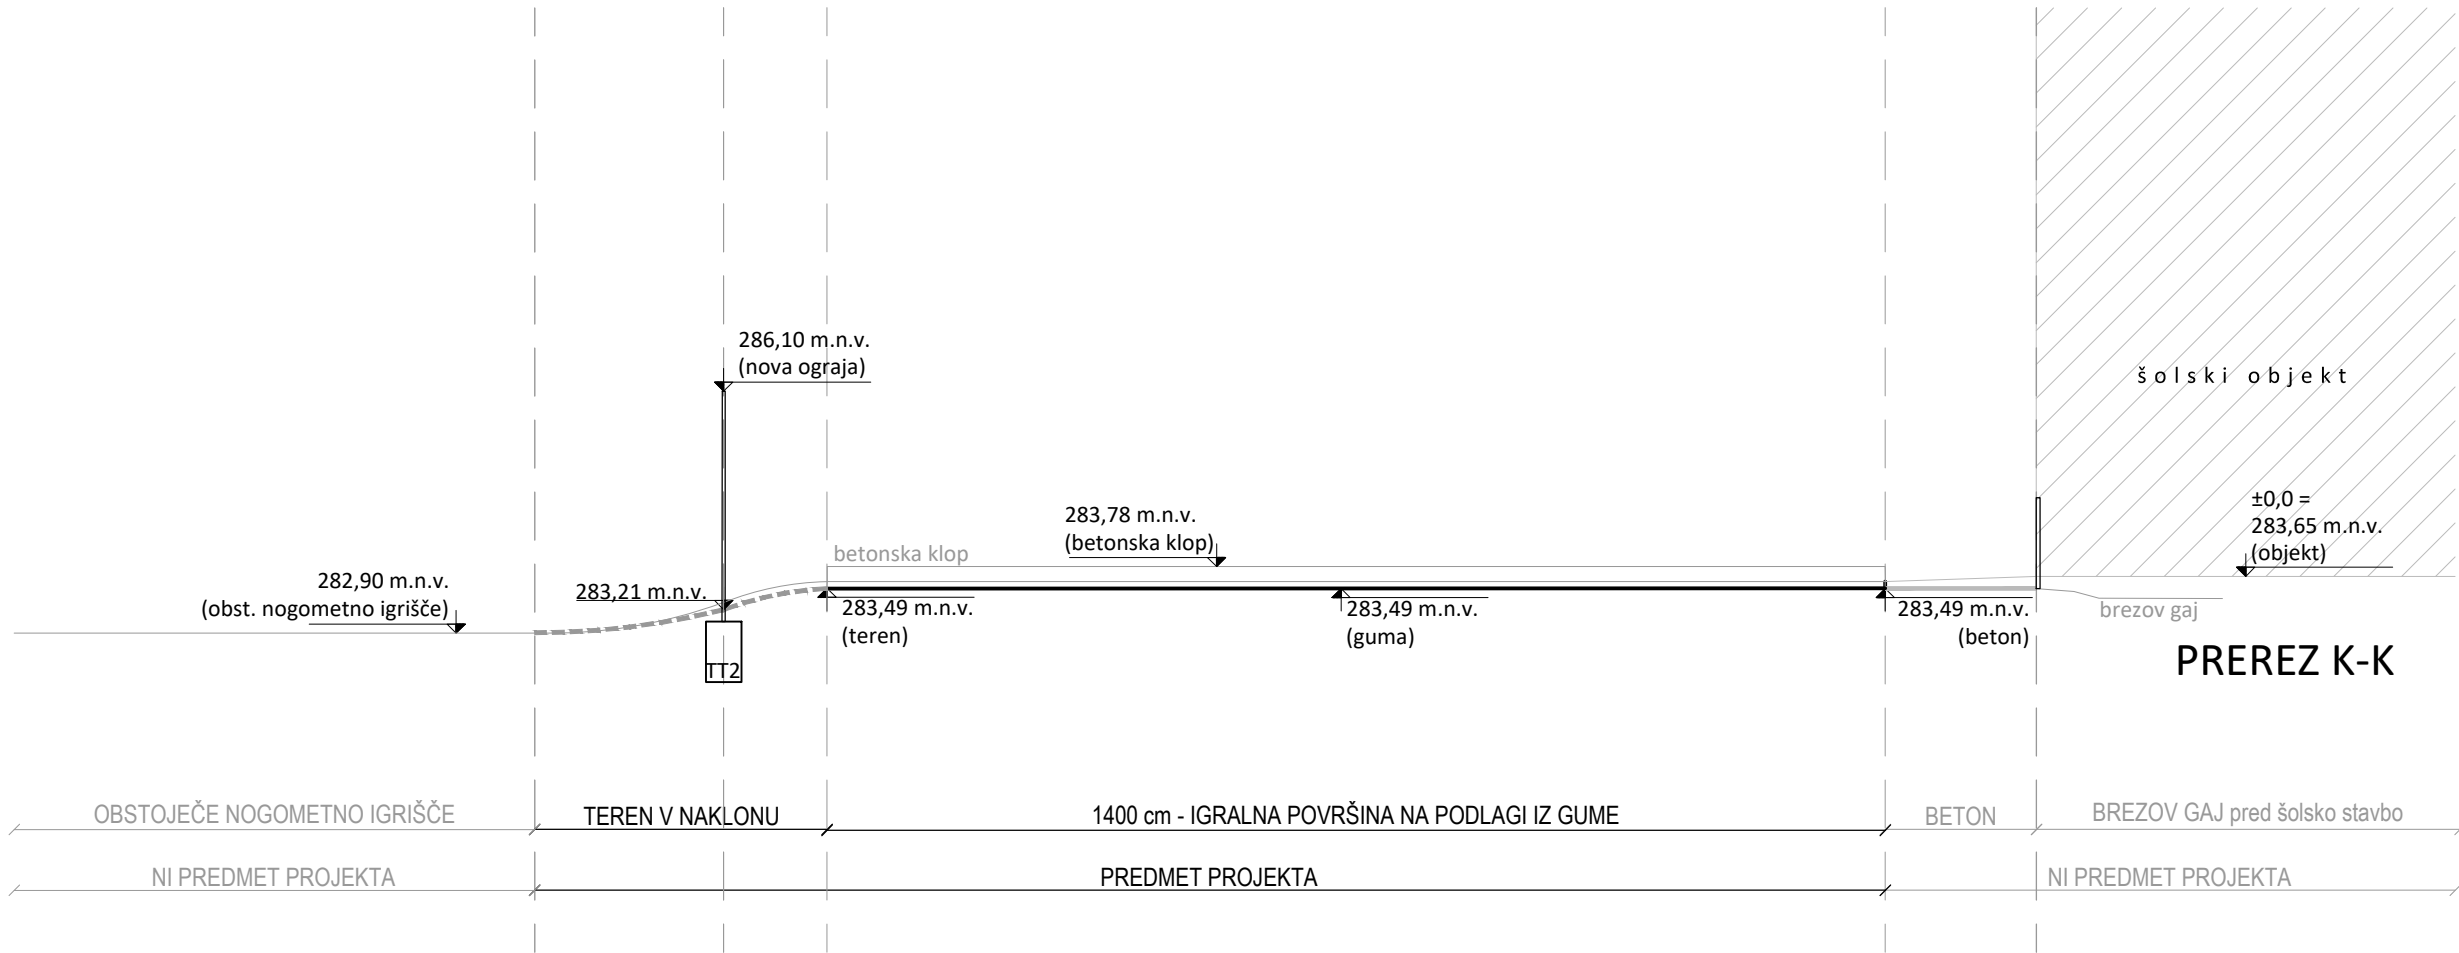 286,10 m.n.v.
(nova ograja)
šolski objekt
±0,0 =
283,65 m.n.v.
(objekt)
283,78 m.n.v.
(betonska klop)
betonska klop
282,90 m.n.v.
(obst. nogometno igrišče)
283,21 m.n.v.
283,49 m.n.v.
(teren)
283,49 m.n.v.
(guma)
283,49 m.n.v.
(beton)
brezov gaj
TT2
PREREZ K-K
OBSTOJEČE NOGOMETNO IGRIŠČE
TEREN V NAKLONU
1400 cm - IGRALNA POVRŠINA NA PODLAGI IZ GUME
BETON
BREZOV GAJ pred šolsko stavbo
NI PREDMET PROJEKTA
PREDMET PROJEKTA
NI PREDMET PROJEKTA